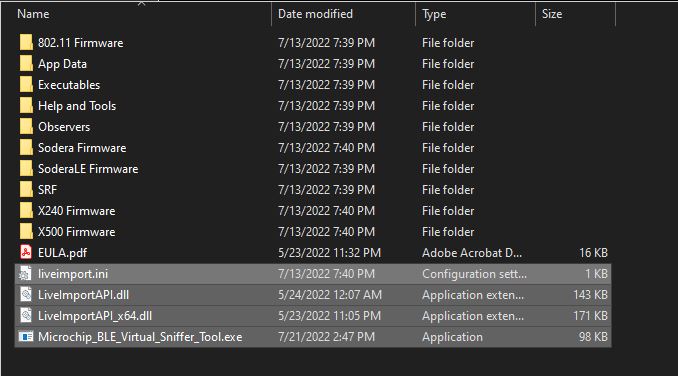 Name Date modified Type Size
802.11 Firmware 7/13/2022 7:39 PM File folder
App Data 7/13/2022 7:39 PM File folder
Executables 7/13/2022 7:39 PM File folder
Help and Tools 7/13/2022 7:39 PM File folder
Observers 7/13/2022 7:39 PM File folder
Sodera Firmware 7/13/2022 7:40 PM File folder
SoderaLE Firmware 7/13/2022 7:39 PM File folder
SRF 7/13/2022 7:39 PM File folder
X240 Firmware 7/13/2022 7:40 PM File folder
X500 Firmware 7/13/2022 7:40 PM File folder
EULA.pdf 5/23/2022 11:32 PM Adobe Acrobat D... 16 KB
liveimport.ini 7/13/2022 7:40 PM Configuration sett... 1 KB
LiveImportAPI.dll 5/24/2022 12:07 AM Application exten... 143 KB
LiveImportAPI_x64.dll 5/23/2022 11:05 PM Application exten... 171 KB
Microchip_BLE_Virtual_Sniffer_Tool.exe 7/21/2022 2:47 PM Application 98 KB